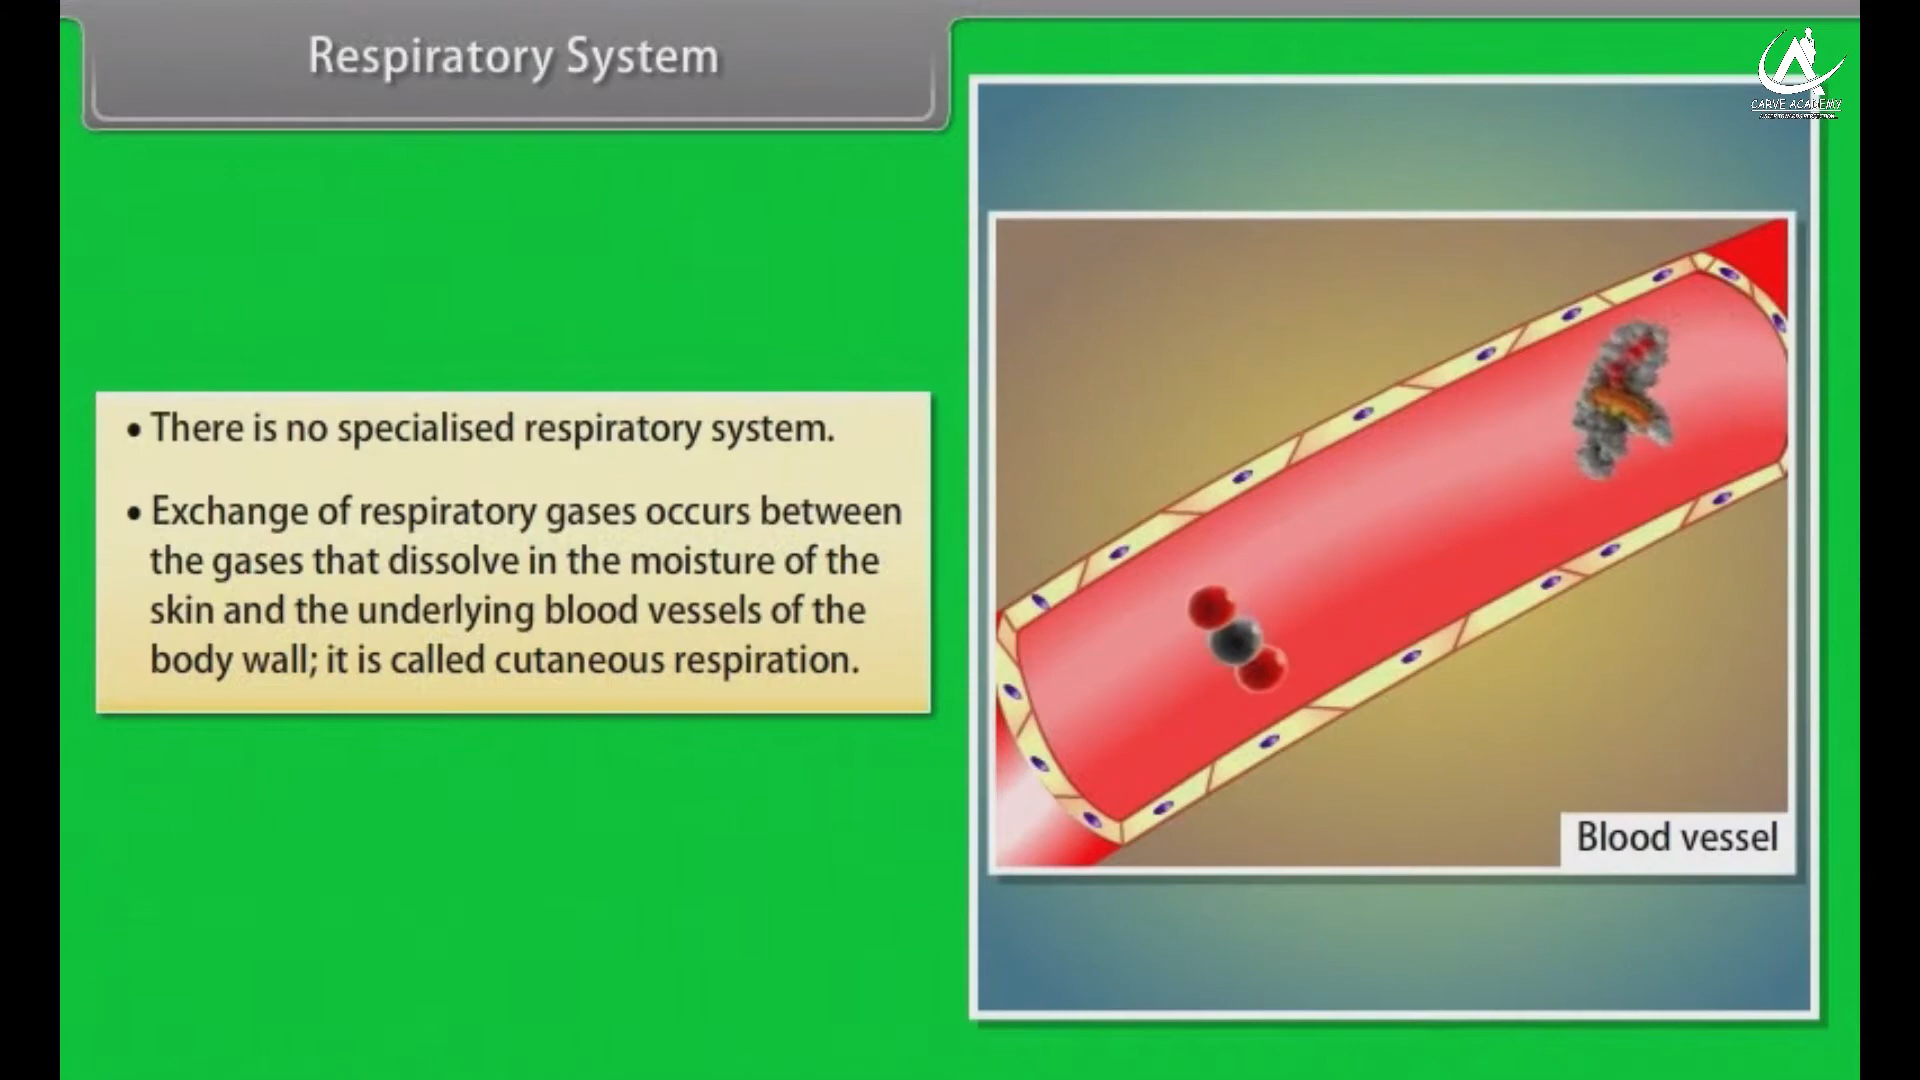 Respiratory System
CARVE ACADEMY
• There is no specialised respiratory system.
• Exchange of respiratory gases occurs between
the gases that dissolve in the moisture of the
skin and the underlying blood vessels of the
body wall; it is called cutaneous respiration.
Blood vessel